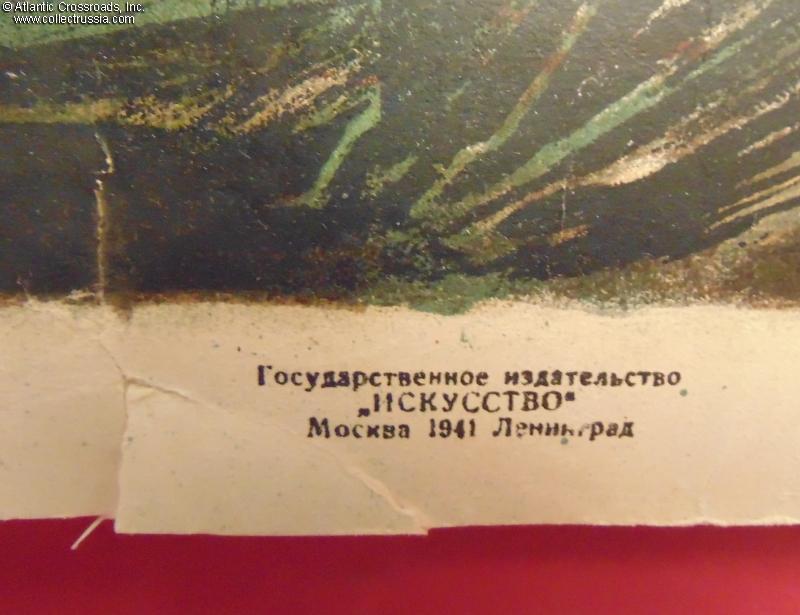 © Atlantic Crossroads, Inc.
www.collectrussia.com
Государственное издательство
„ИСКУССТВО“
Москва 1941 Ленинград